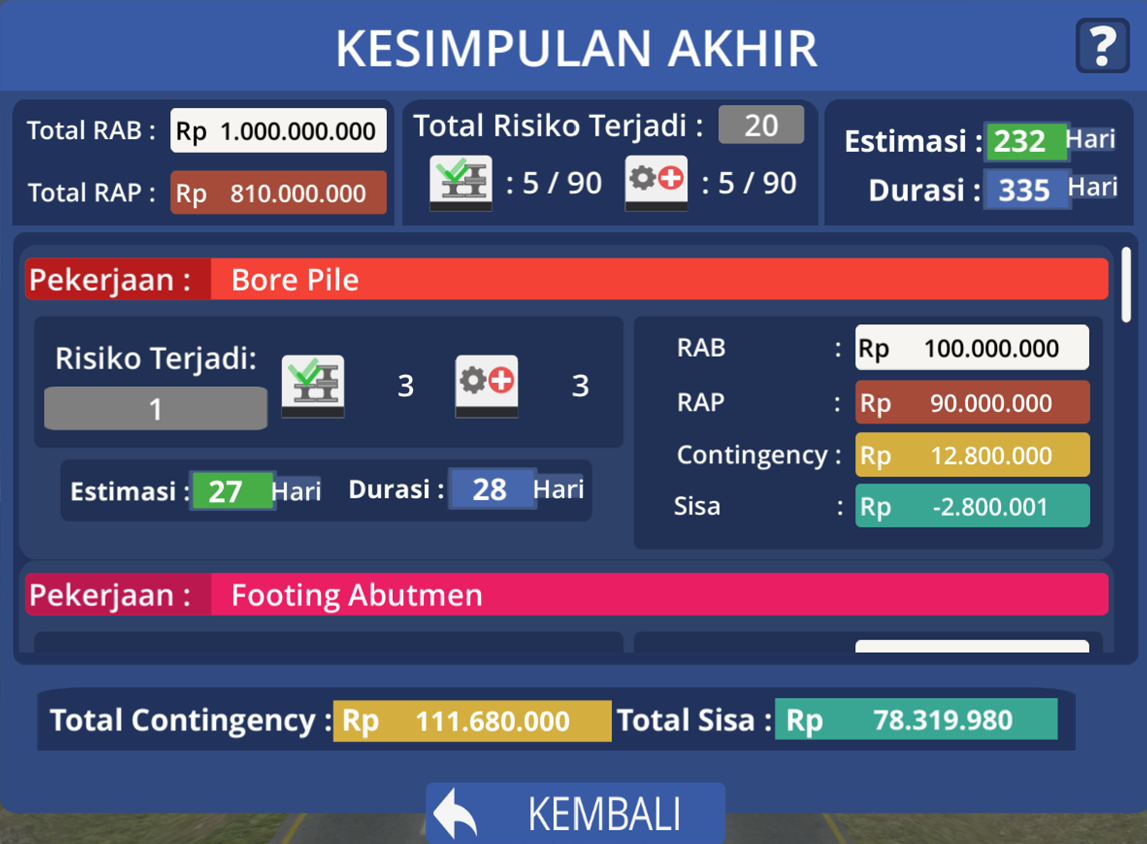 KESIMPULAN AKHIR
?
Total RAB : Rp 1.000.000.000
Total RAP : Rp 810.000.000
Total Risiko Terjadi : 20
: 5 / 90 : 5 / 90
Estimasi : 232 Hari
Durasi : 335 Hari
Pekerjaan : Bore Pile
Risiko Terjadi:
1
3 3
Estimasi : 27 Hari Durasi : 28 Hari
RAB : Rp 100.000.000
RAP : Rp 90.000.000
Contingency : Rp 12.800.000
Sisa : Rp -2.800.001
Pekerjaan : Footing Abutmen
Total Contingency : Rp 111.680.000 Total Sisa : Rp 78.319.980
KEMBALI